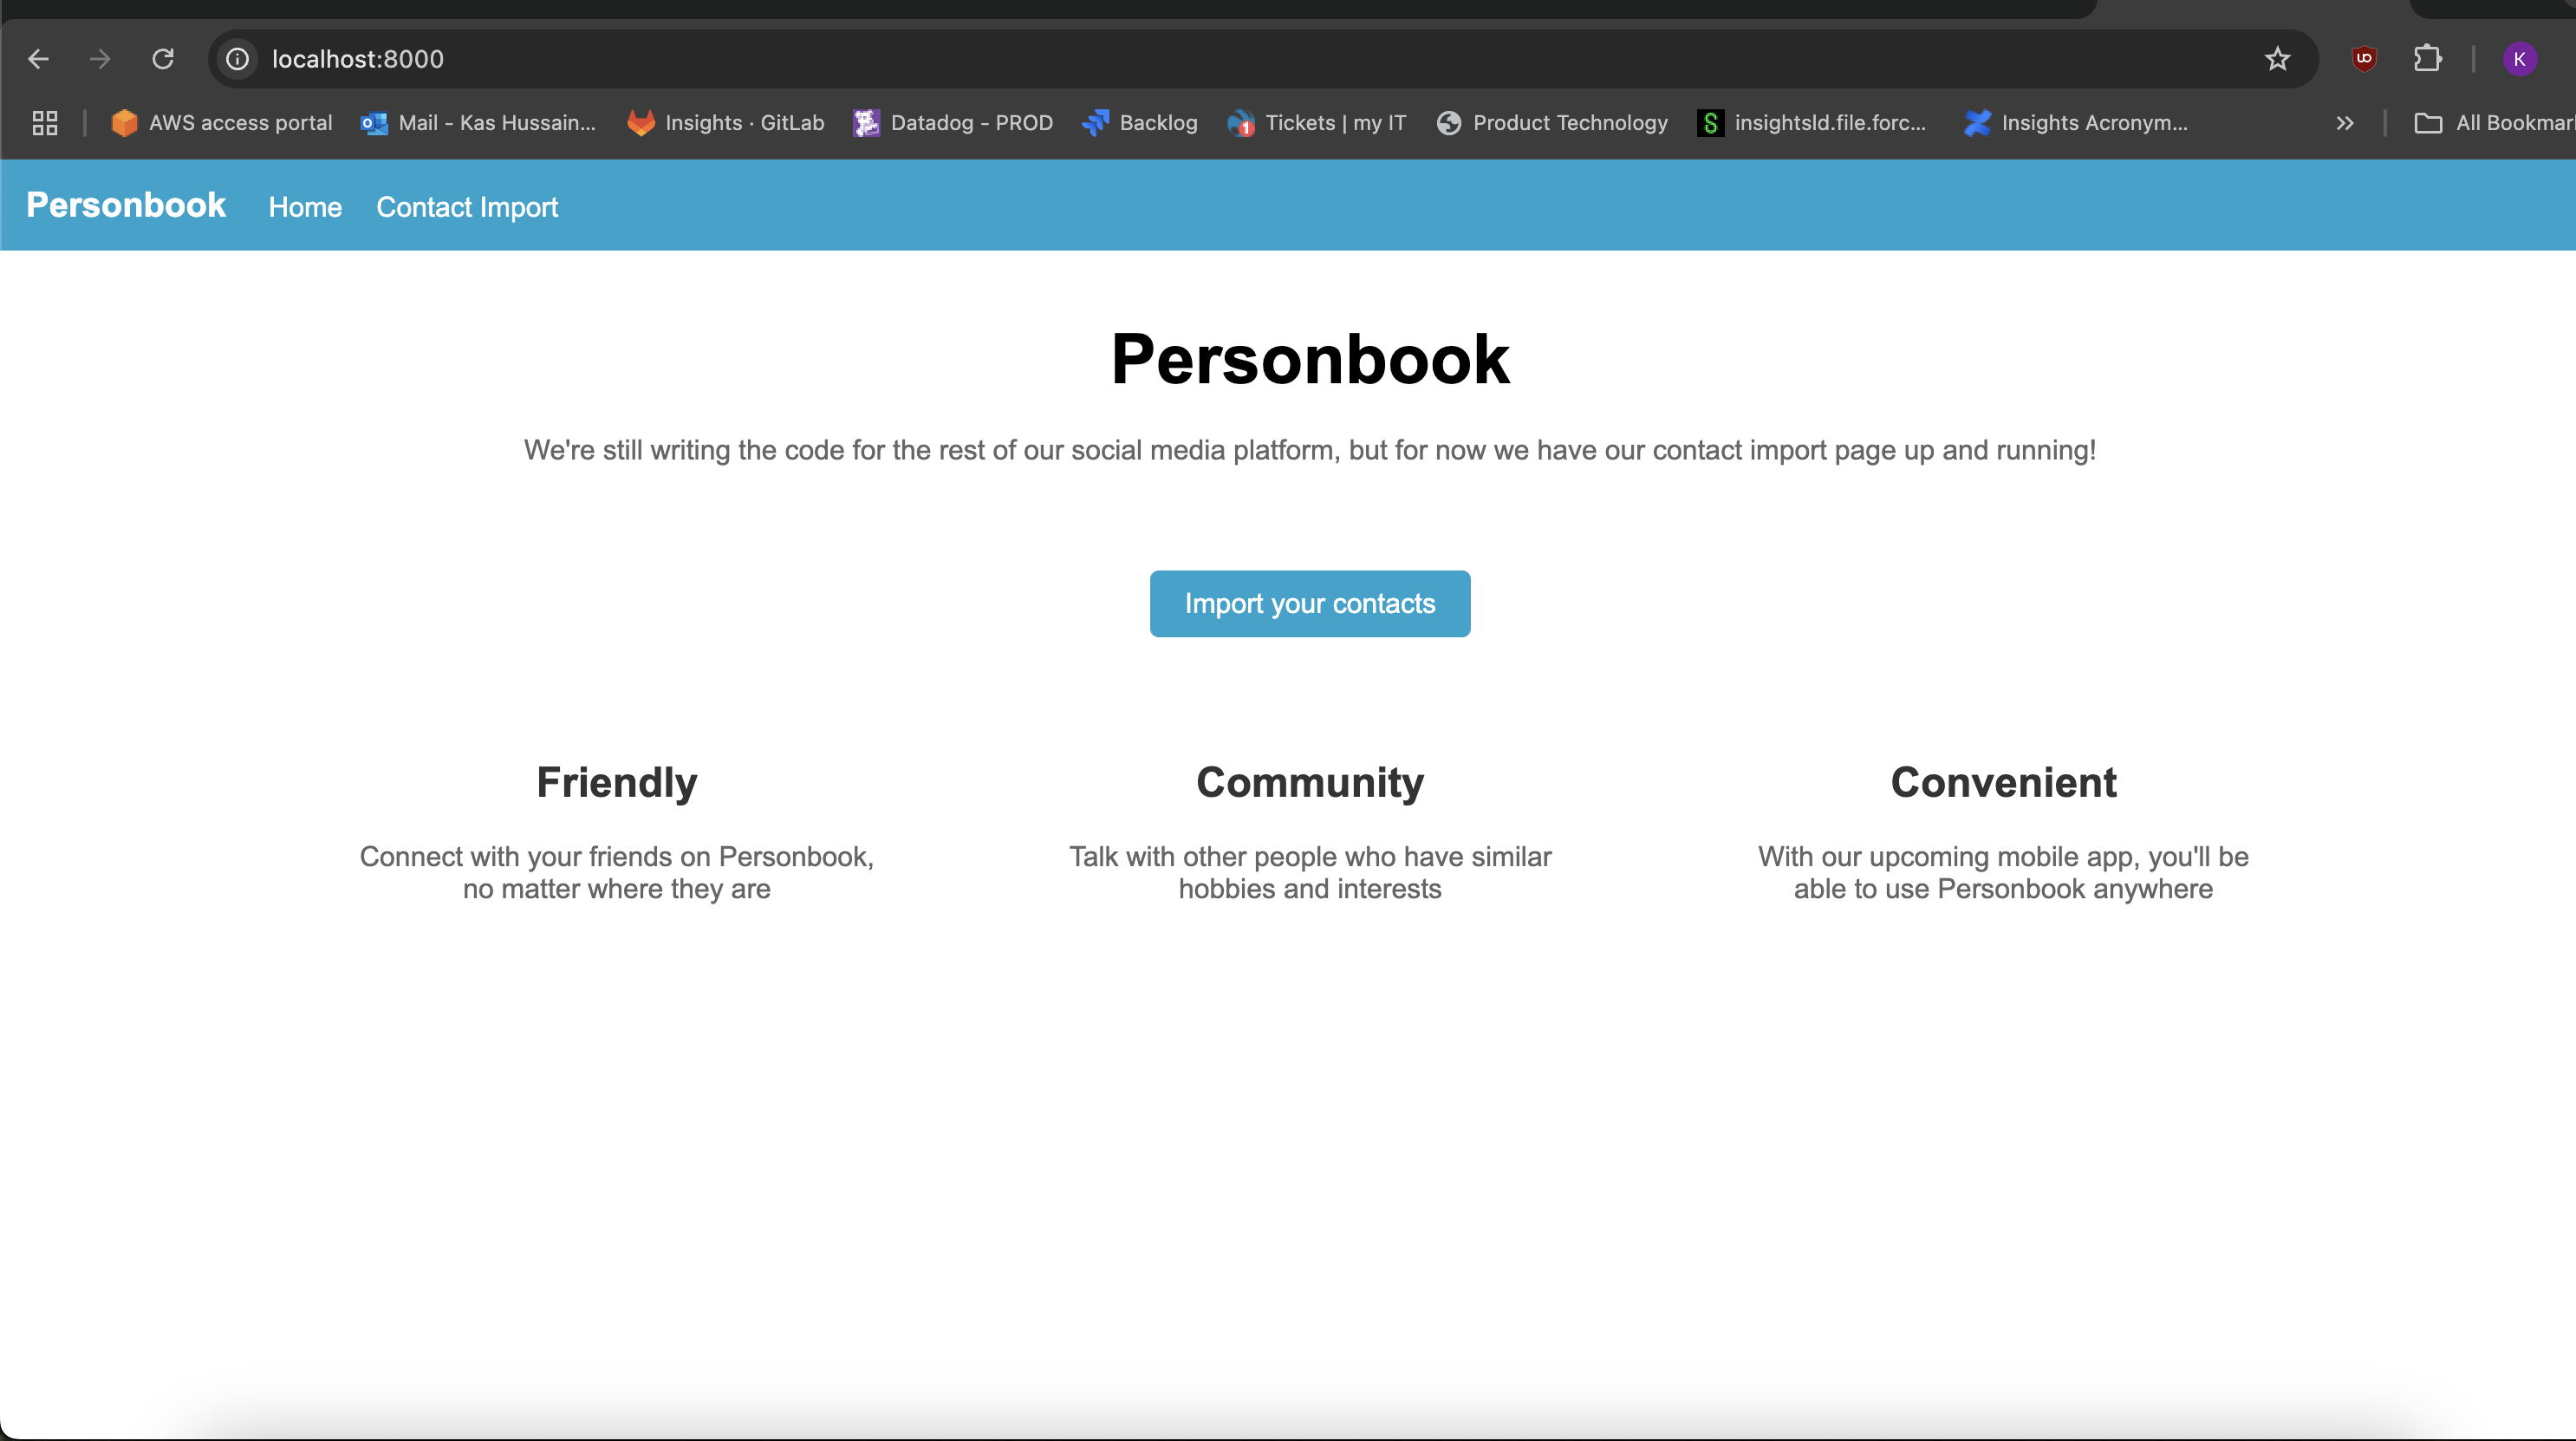 localhost:8000
K
AWS access portal
Mail - Kas Hussain...
Insights · GitLab
Datadog - PROD
Backlog
Tickets | my IT
Product Technology
insightsld.file.forc...
Insights Acronym...
All Bookmar
Personbook
Home
Contact Import
Personbook
We're still writing the code for the rest of our social media platform, but for now we have our contact import page up and running!
Import your contacts
Friendly
Connect with your friends on Personbook,
no matter where they are
Community
Talk with other people who have similar
hobbies and interests
Convenient
With our upcoming mobile app, you'll be
able to use Personbook anywhere